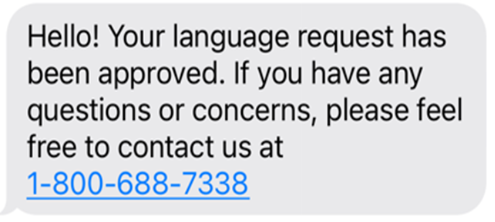 Hello! Your language request has
been approved. If you have any
questions or concerns, please feel
free to contact us at
1-800-688-7338